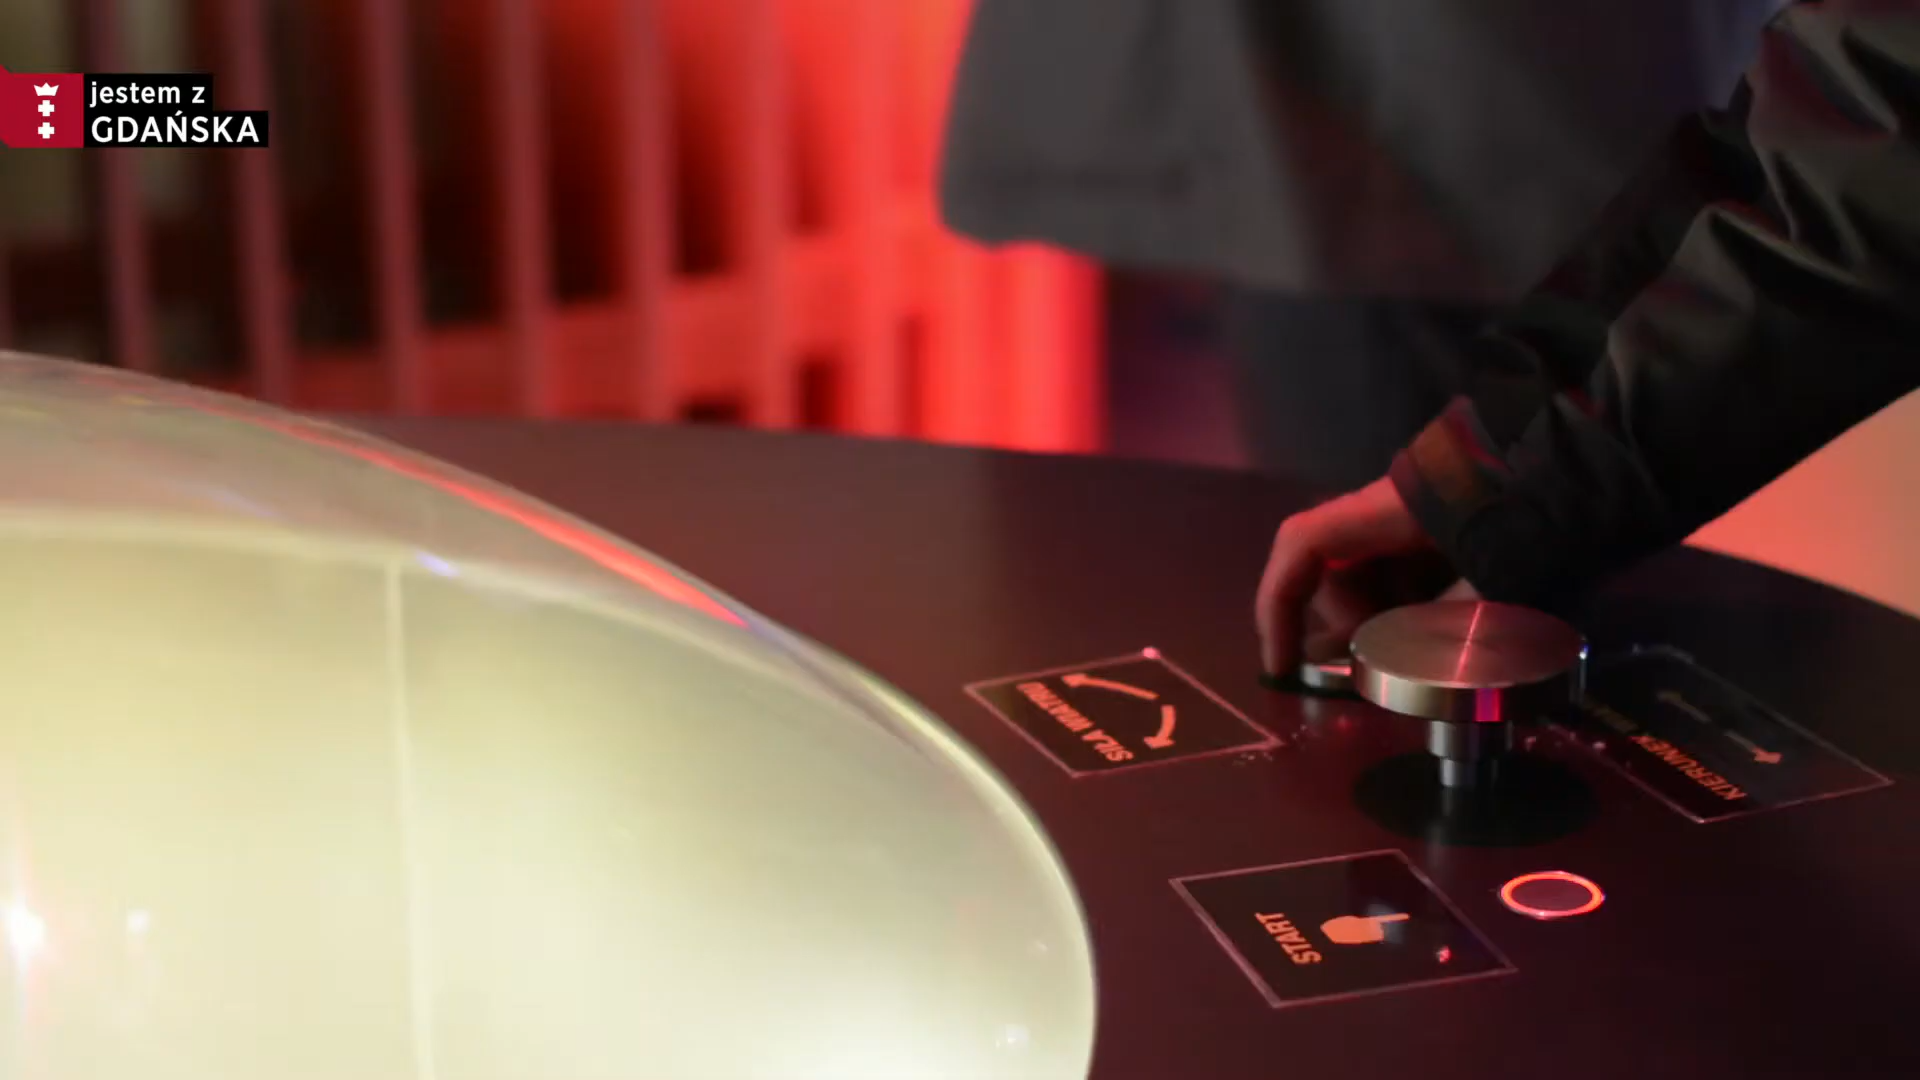 jestem z
GDAŃSKA
SIŁA WIATRU
KIERUNEK
START